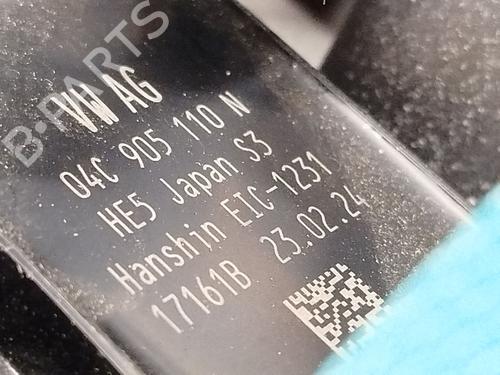 B-PARTS
VW AG
04C 905 110 N
HE5 Japan S3
Hanshin EIC-1231
17161B 23.02.24